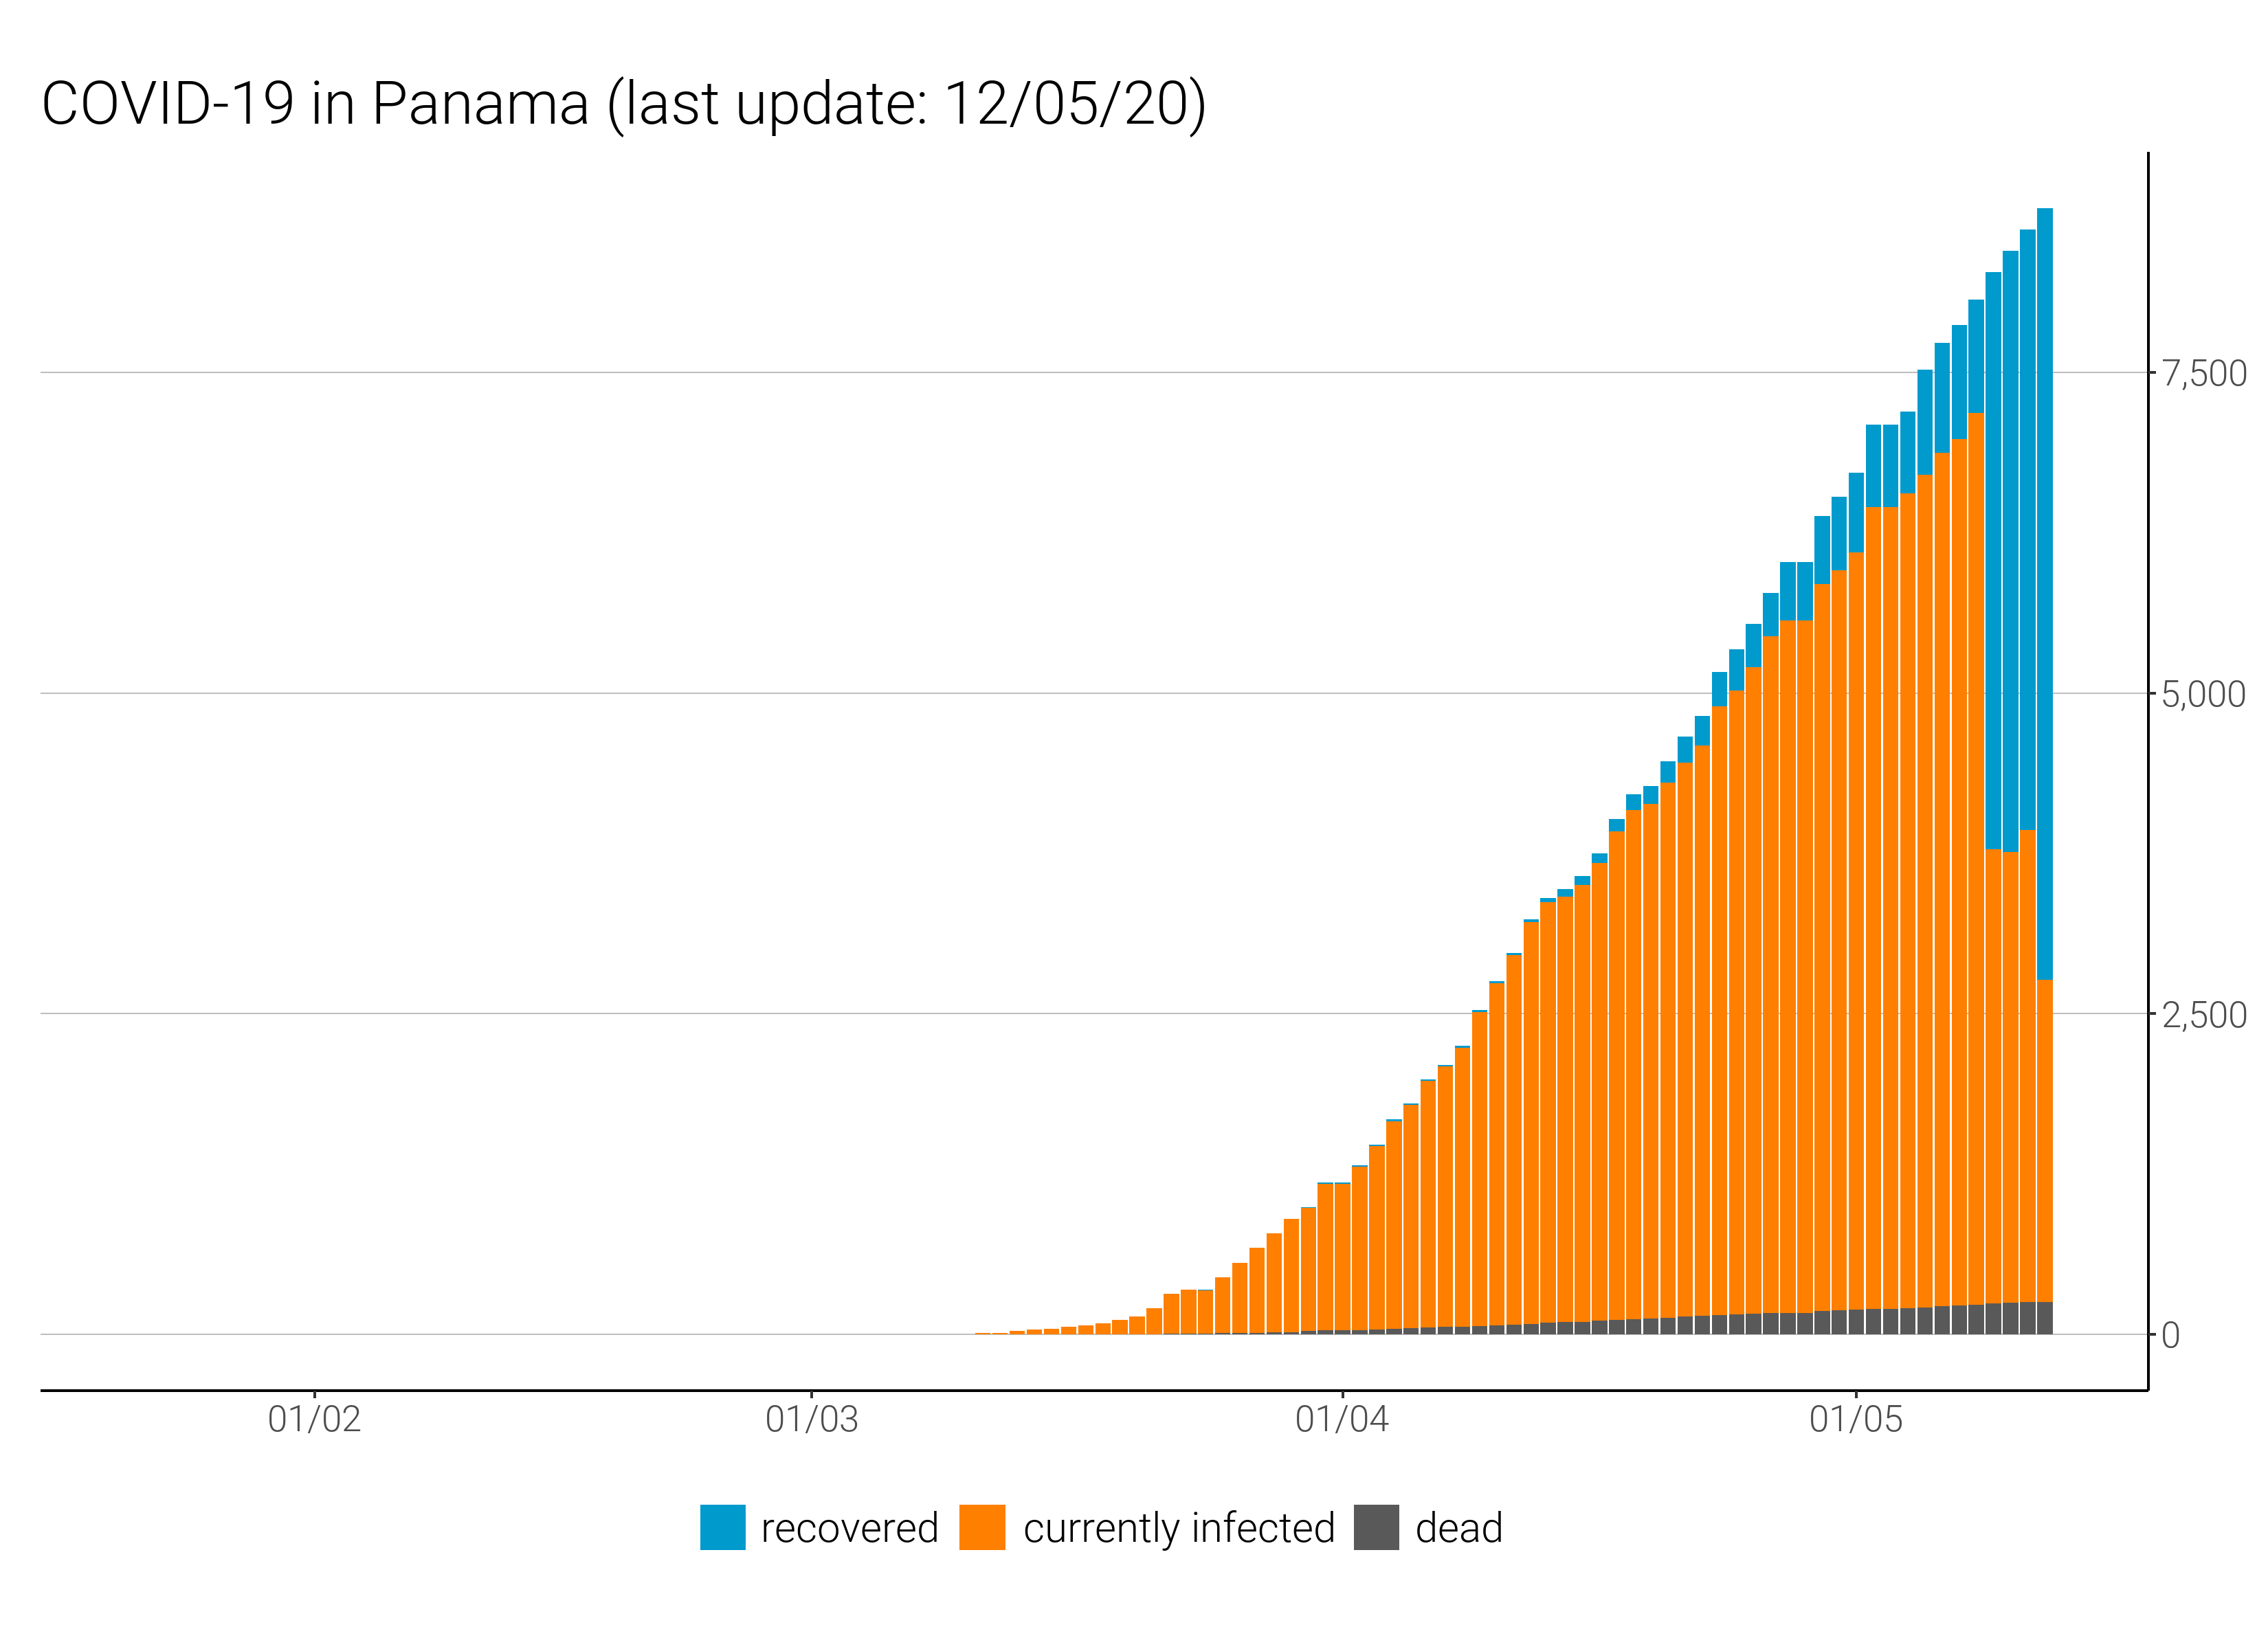 COVID-19 in Panama (last update: 12/05/20)
7,500
5,000
2,500
0
01/02 01/03 01/04 01/05
recovered currently infected dead